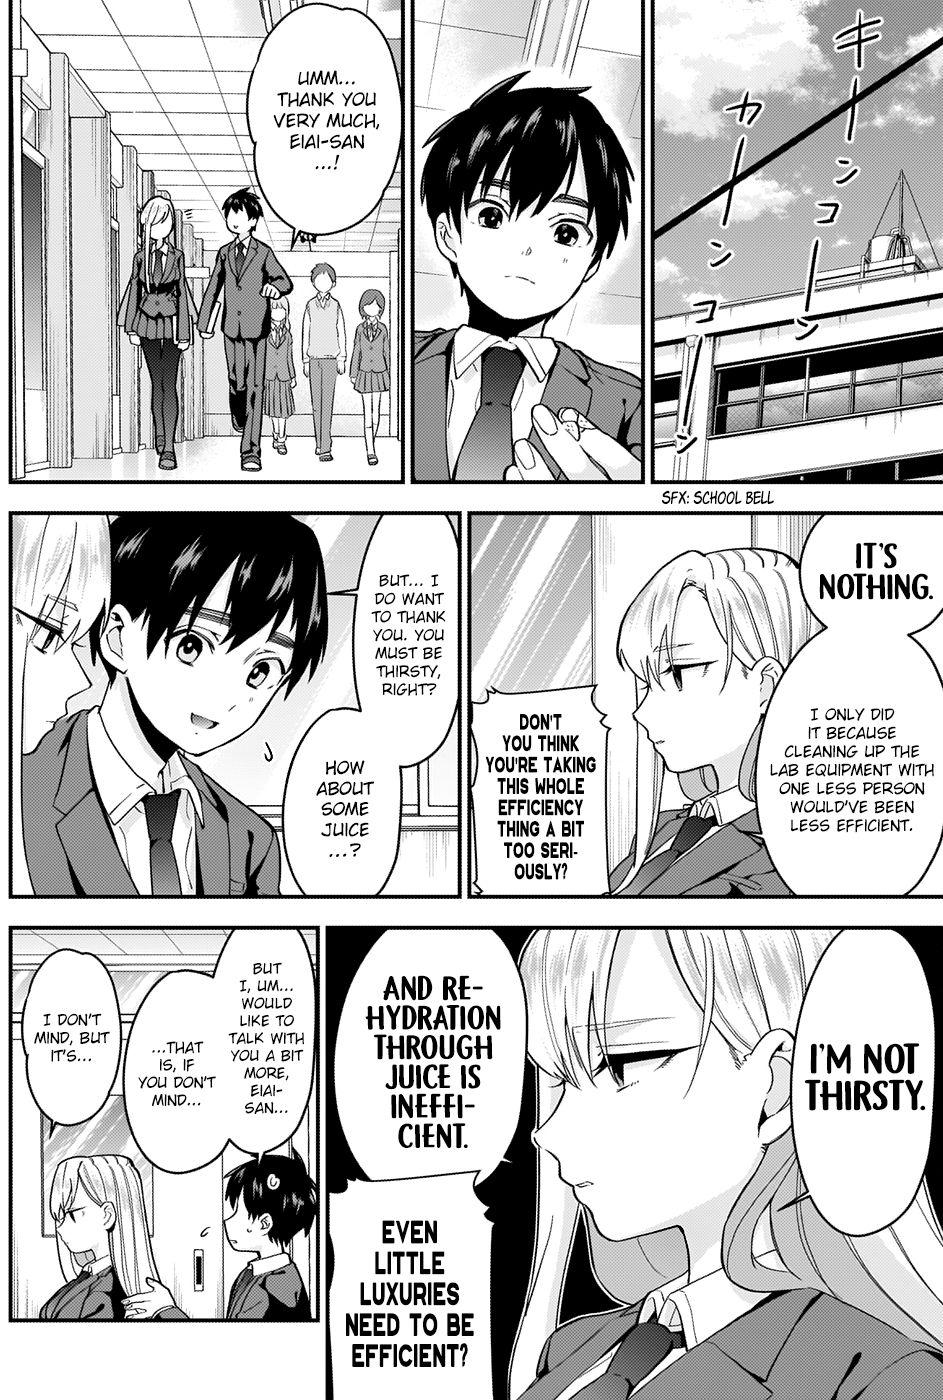 キーンコーンカーンコーン
SFX: SCHOOL BELL
UMM...
THANK YOU
VERY MUCH,
EIAI-SAN
...!
IT'S
NOTHING.
I ONLY DID
IT BECAUSE
CLEANING UP THE
LAB EQUIPMENT WITH
ONE LESS PERSON
WOULD'VE BEEN
LESS EFFICIENT.
DON'T
YOU THINK
YOU'RE TAKING
THIS WHOLE
EFFICIENCY
THING A BIT
TOO SERI-
OUSLY?
BUT... I
DO WANT
TO THANK
YOU. YOU
MUST BE
THIRSTY,
RIGHT?
HOW
ABOUT
SOME
JUICE
...?
I'M NOT
THIRSTY.
AND RE-
HYDRATION
THROUGH
JUICE IS
INEFFI-
CIENT.
EVEN
LITTLE
LUXURIES
NEED TO BE
EFFICIENT?
BUT
I, UM...
WOULD
LIKE TO
TALK WITH
YOU A BIT
MORE,
EIAI-
SAN...
...THAT
IS, IF
YOU DON'T
MIND...
I DON'T
MIND, BUT
IT'S...